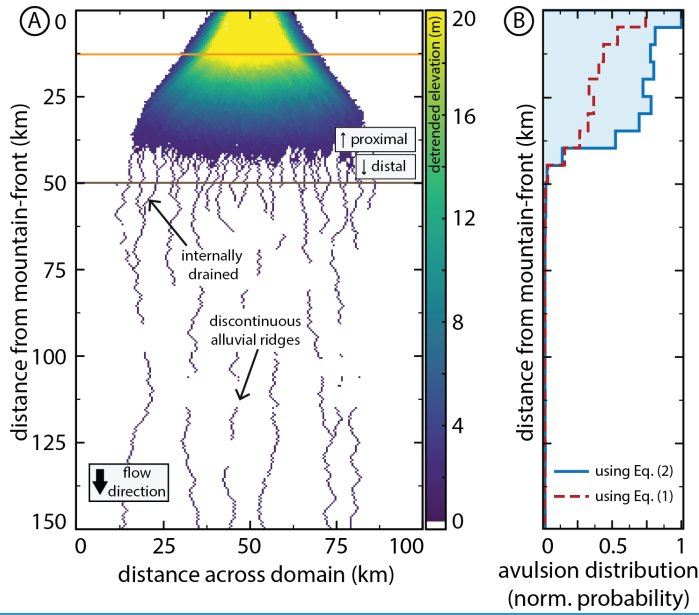 A
0
25
50
75
100
125
150
distance from mountain-front (km)
↑ proximal
↓ distal
internally
drained
discontinuous
alluvial ridges
flow
direction
0
25
50
75
100
distance across domain (km)
20
16
12
8
4
0
detrended elevation (m)
B
distance from mountain-front (km)
using Eq. (2)
using Eq. (1)
0
0.5
1
avulsion distribution
(norm. probability)